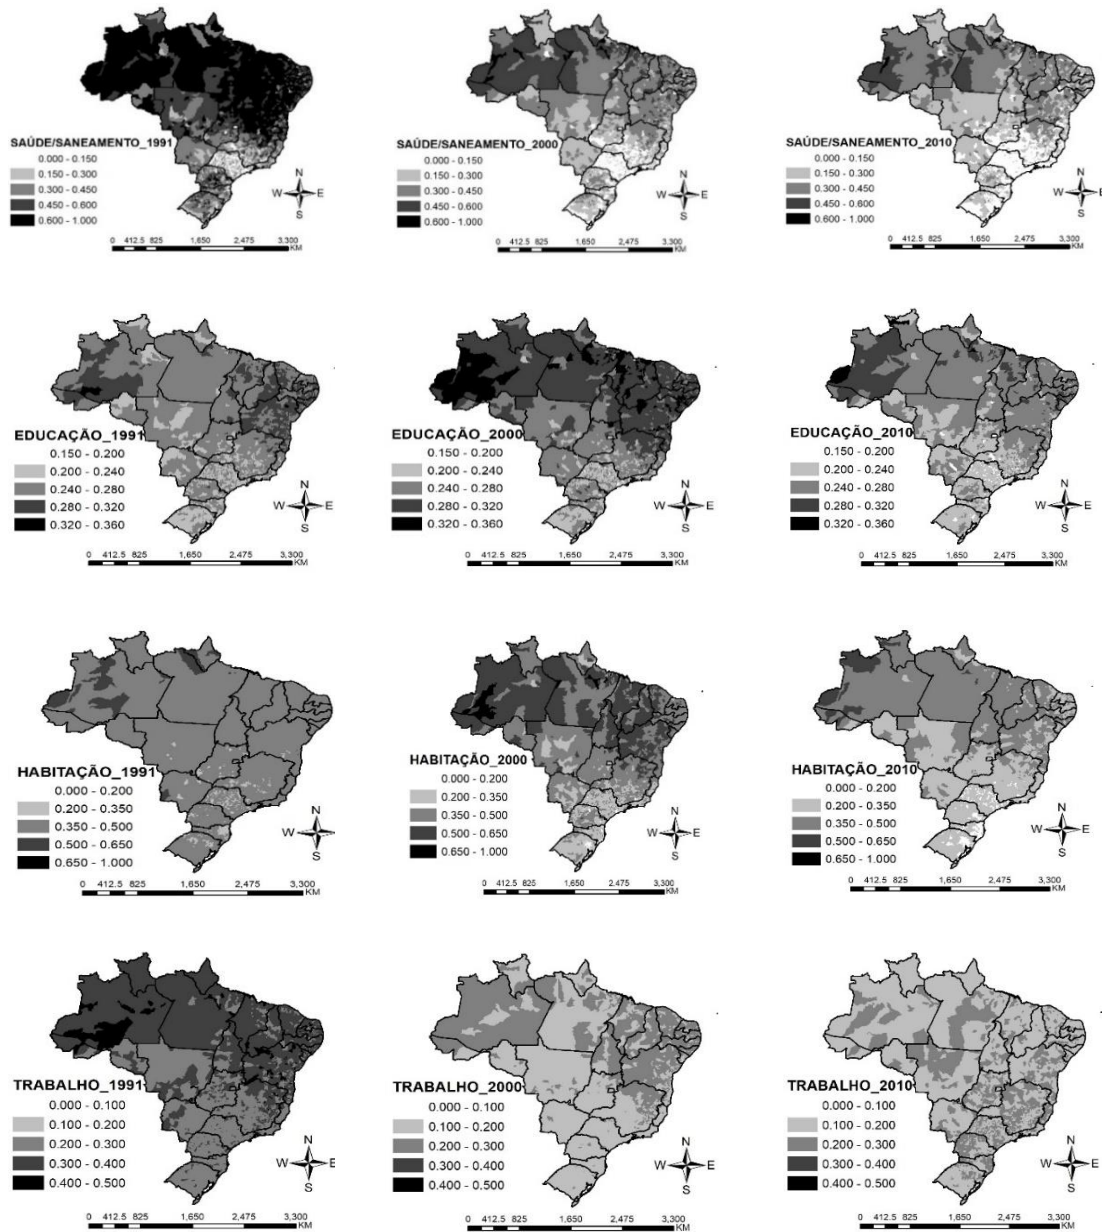 SAÚDE/SANEAMENTO_1991
0.000 - 0.150
0.150 - 0.300
0.300 - 0.450
0.450 - 0.600
0.600 - 1.000
N
W E
S
0 412.5 825 1,650 2,475 3,300
KM
SAÚDE/SANEAMENTO_2000
0.000 - 0.150
0.150 - 0.300
0.300 - 0.450
0.450 - 0.600
0.600 - 1.000
N
W E
S
0 412.5 825 1,650 2,475 3,300
KM
SAÚDE/SANEAMENTO_2010
0.000 - 0.150
0.150 - 0.300
0.300 - 0.450
0.450 - 0.600
0.600 - 1.000
N
W E
S
0 412.5 825 1,650 2,475 3,300
KM
EDUCAÇÃO_1991
0.150 - 0.200
0.200 - 0.240
0.240 - 0.280
0.280 - 0.320
0.320 - 0.360
N
W E
S
0 412.5 825 1,650 2,475 3,300
KM
EDUCAÇÃO_2000
0.150 - 0.200
0.200 - 0.240
0.240 - 0.280
0.280 - 0.320
0.320 - 0.360
N
W E
S
0 412.5 825 1,650 2,475 3,300
KM
EDUCAÇÃO_2010
0.150 - 0.200
0.200 - 0.240
0.240 - 0.280
0.280 - 0.320
0.320 - 0.360
N
W E
S
0 412.5 825 1,650 2,475 3,300
KM
HABITAÇÃO_1991
0.000 - 0.200
0.200 - 0.350
0.350 - 0.500
0.500 - 0.650
0.650 - 1.000
N
W E
S
0 412.5 825 1,650 2,475 3,300
KM
HABITAÇÃO_2000
0.000 - 0.200
0.200 - 0.350
0.350 - 0.500
0.500 - 0.650
0.650 - 1.000
N
W E
S
0 412.5 825 1,650 2,475 3,300
KM
HABITAÇÃO_2010
0.000 - 0.200
0.200 - 0.350
0.350 - 0.500
0.500 - 0.650
0.650 - 1.000
N
W E
S
0 412.5 825 1,650 2,475 3,300
KM
TRABALHO_1991
0.000 - 0.100
0.100 - 0.200
0.200 - 0.300
0.300 - 0.400
0.400 - 0.500
N
W E
S
0 412.5 825 1,650 2,475 3,300
KM
TRABALHO_2000
0.000 - 0.100
0.100 - 0.200
0.200 - 0.300
0.300 - 0.400
0.400 - 0.500
N
W E
S
0 412.5 825 1,650 2,475 3,300
KM
TRABALHO_2010
0.000 - 0.100
0.100 - 0.200
0.200 - 0.300
0.300 - 0.400
0.400 - 0.500
N
W E
S
0 412.5 825 1,650 2,475 3,300
KM